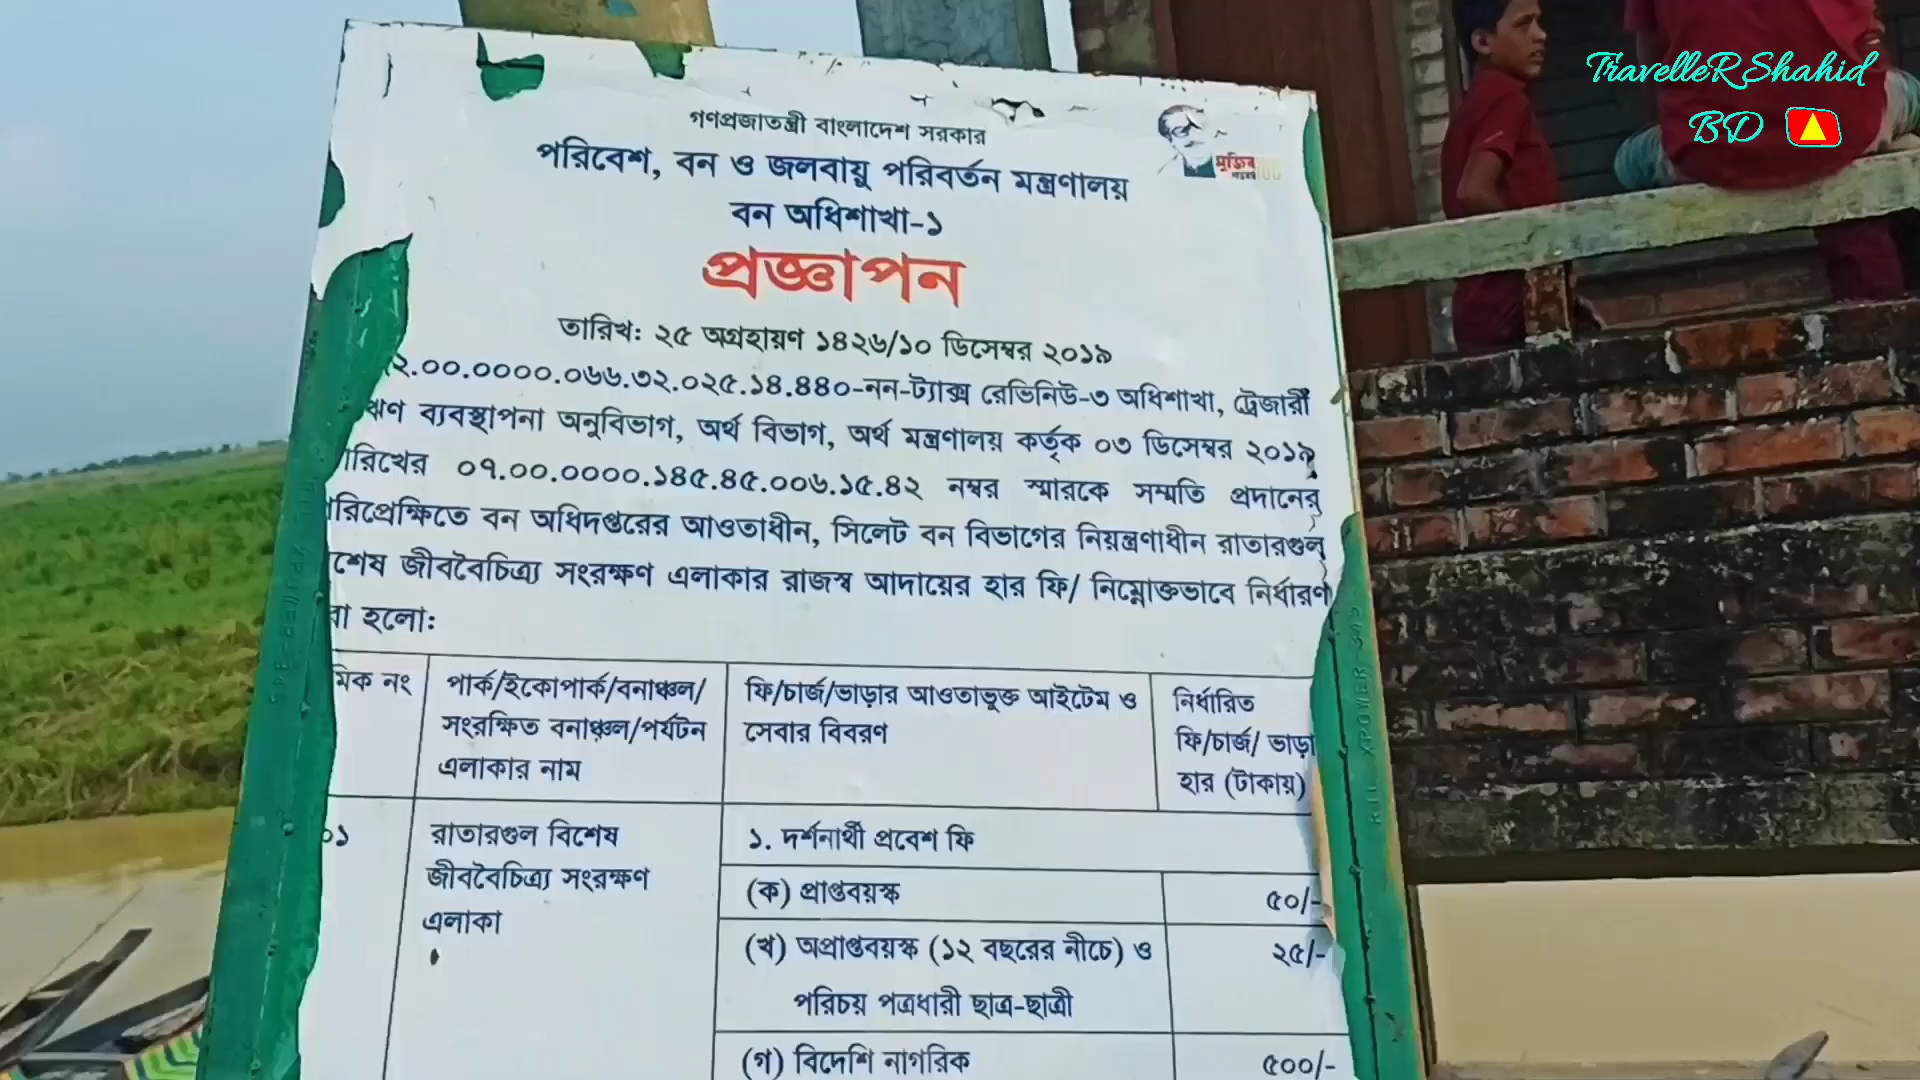 গণপ্রজাতন্ত্রী বাংলাদেশ সরকার
পরিবেশ, বন ও জলবায়ু পরিবর্তন মন্ত্রণালয়
বন অধিশাখা-১
প্রজ্ঞাপন
তারিখ: ২৫ অগ্রহায়ণ ১৪২৬/১০ ডিসেম্বর ২০১৯
২.০০.০০০০.০৬৬.৩২.০২৫.১৪.৪৪০-নন-ট্যাক্স রেভিনিউ-৩ অধিশাখা, ট্রেজারী
ঋণ ব্যবস্থাপনা অনুবিভাগ, অর্থ বিভাগ, অর্থ মন্ত্রণালয় কর্তৃক ০৩ ডিসেম্বর ২০১৯
রিখের ০৭.০০.০০০০.১৪৫.৪৫.০০৬.১৫.৪২ নম্বর স্মারকে সম্মতি প্রদানের
রিপ্রেক্ষিতে বন অধিদপ্তরের আওতাধীন, সিলেট বন বিভাগের নিয়ন্ত্রণাধীন রাতারগুল
শেষ জীববৈচিত্র্য সংরক্ষণ এলাকার রাজস্ব আদায়ের হার ফি/ নিম্নোক্তভাবে নির্ধারণ
রা হলো:
মিক নং
পার্ক/ইকোপার্ক/বনাঞ্চল/
সংরক্ষিত বনাঞ্চল/পর্যটন
এলাকার নাম
ফি/চার্জ/ভাড়ার আওতাভুক্ত আইটেম ও
সেবার বিবরণ
নির্ধারিত
ফি/চার্জ/ ভাড়া
হার (টাকায়)
০১
রাতারগুল বিশেষ
জীববৈচিত্র্য সংরক্ষণ
এলাকা
১. দর্শনার্থী প্রবেশ ফি
(ক) প্রাপ্তবয়স্ক ৫০/-
(খ) অপ্রাপ্তবয়স্ক (১২ বছরের নীচে) ও ২৫/-
পরিচয় পত্রধারী ছাত্র-ছাত্রী
(গ) বিদেশি নাগরিক ৫০০/-
মুজিব
100
TravelleR Shahid
BD